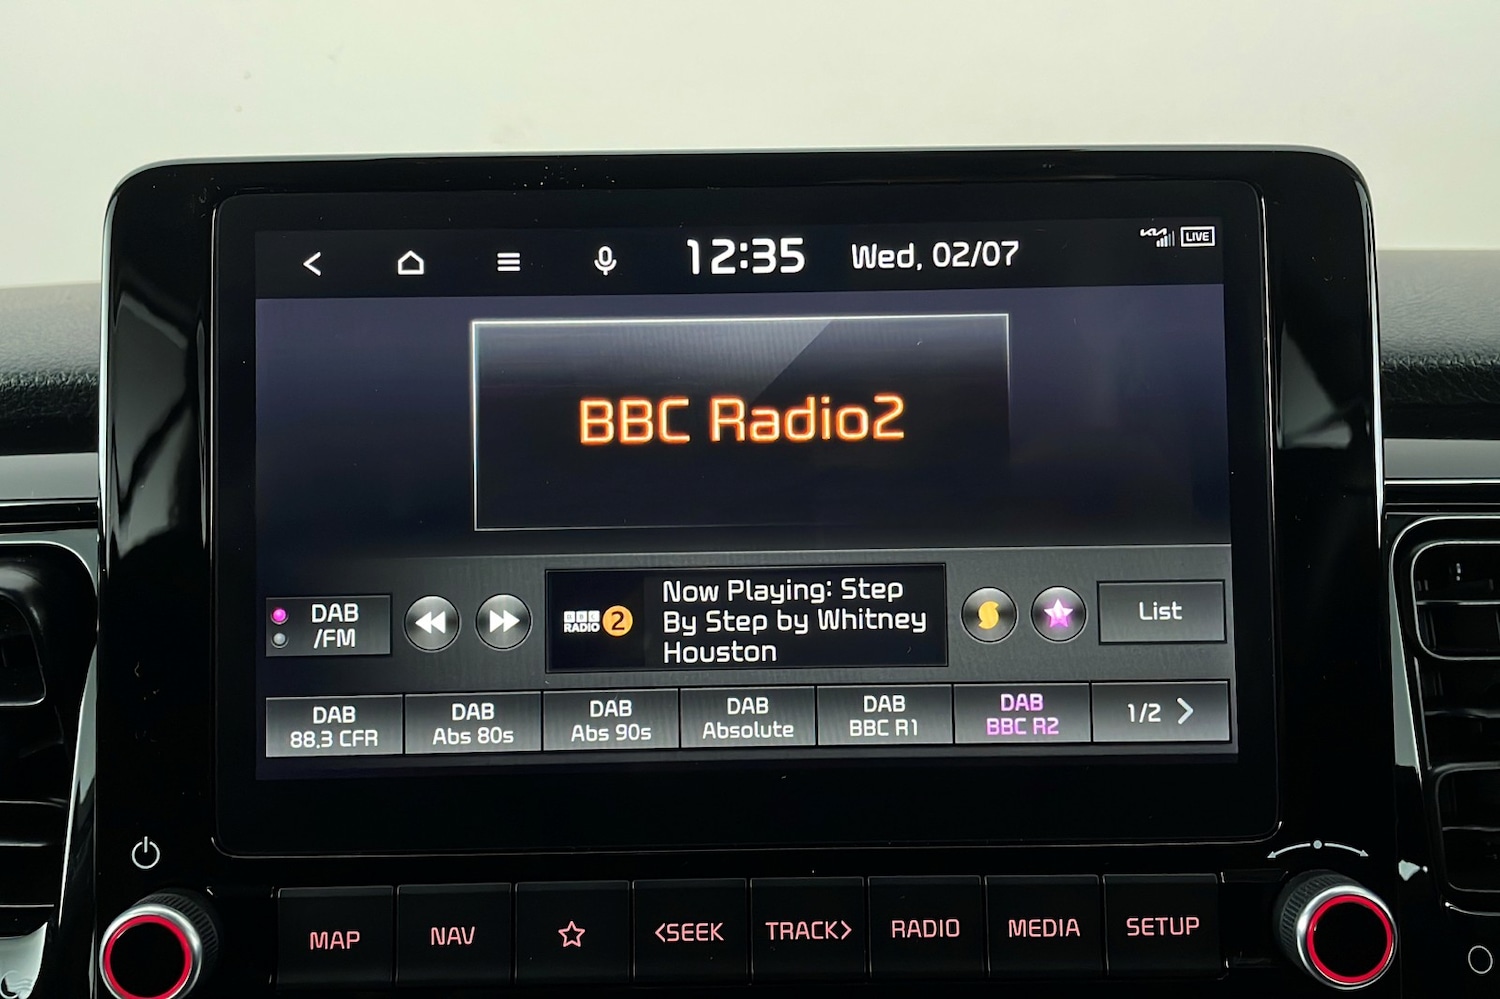 12:35 Wed, 02/07 KIA LIVE
BBC Radio2
DAB
/FM
BBC
RADIO 2
Now Playing: Step
By Step by Whitney
Houston
List
DAB
88.3 CFR
DAB
Abs 80s
DAB
Abs 90s
DAB
Absolute
DAB
BBC R1
DAB
BBC R2
1/2
MAP NAV <SEEK TRACK> RADIO MEDIA SETUP